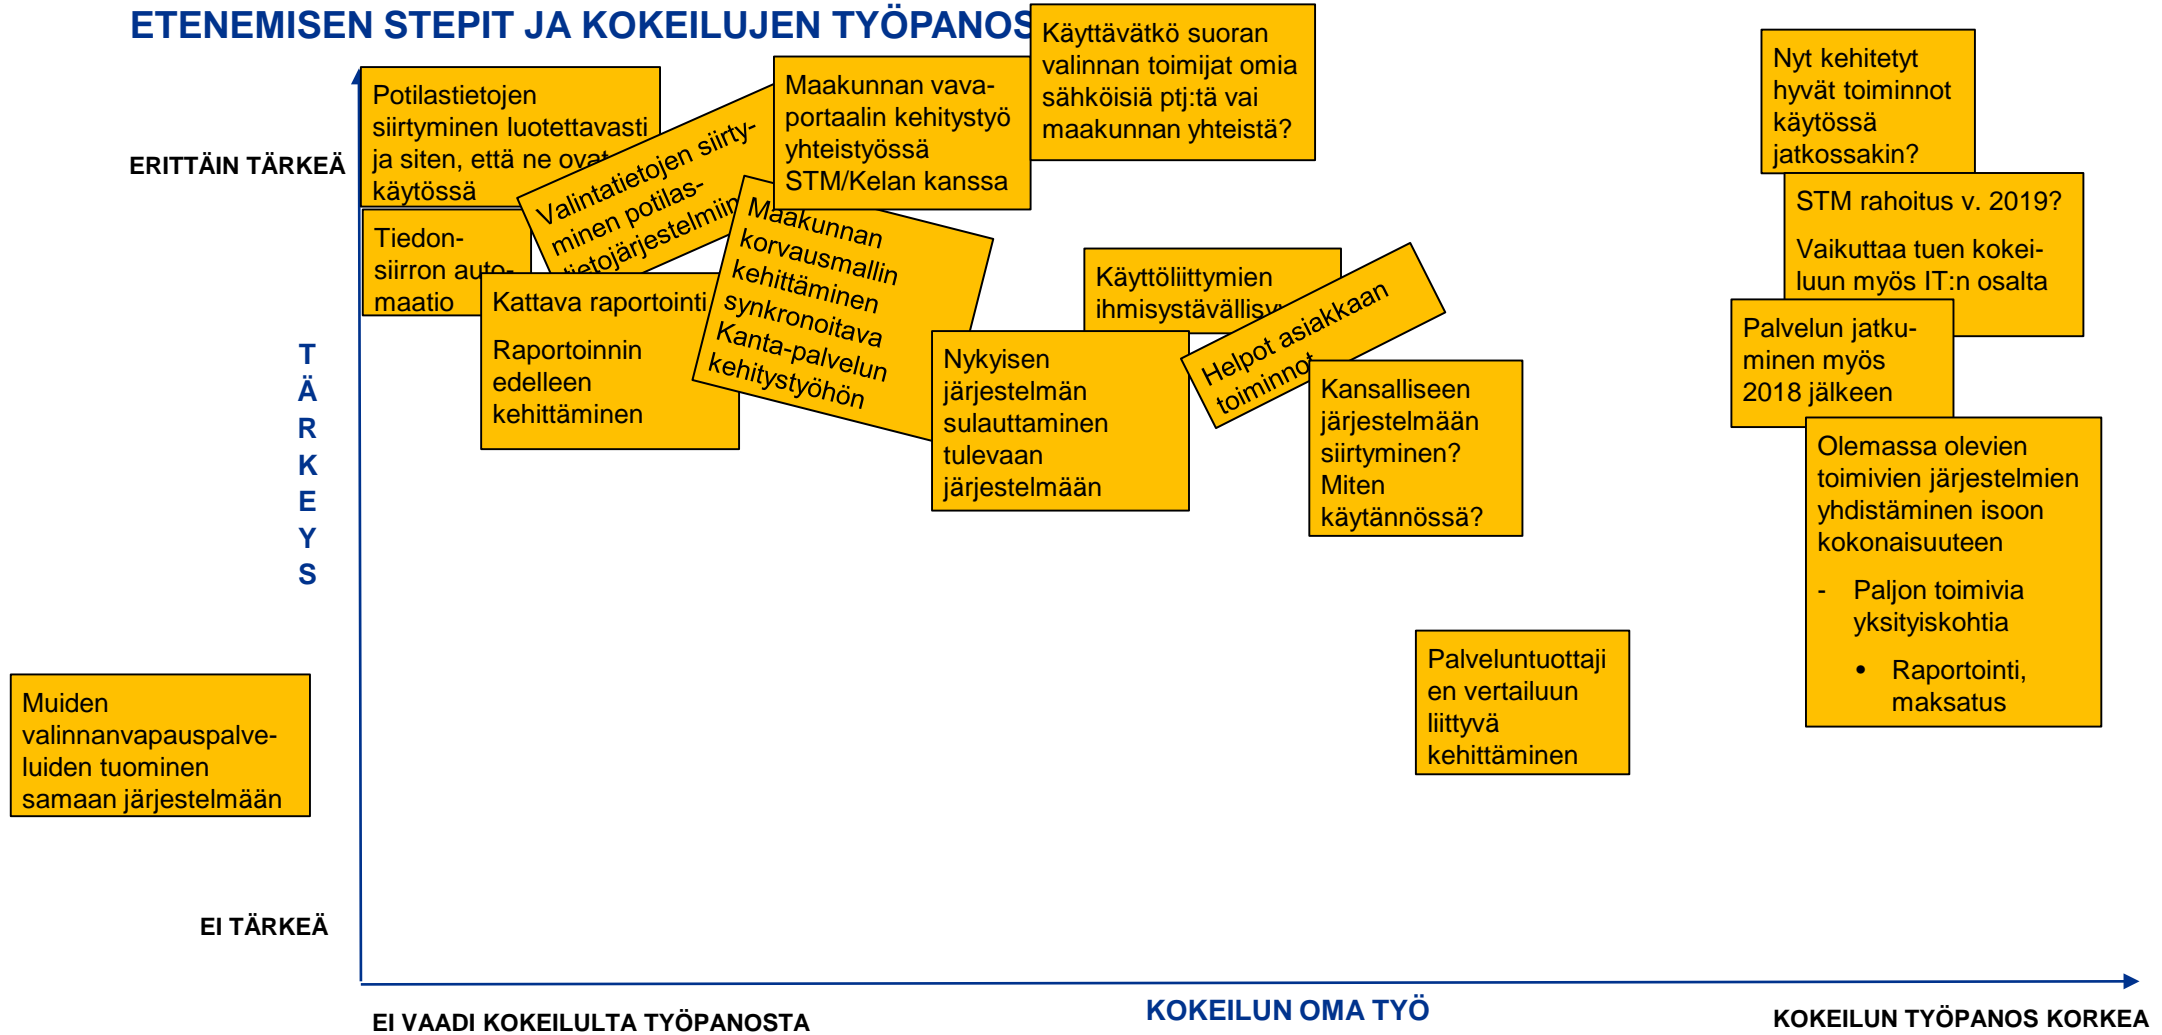 ETENEMISEN STEPIT JA KOKEILUJEN TYÖPANOS
Käyttävätkö suoran
valinnan toimijat omia
sähköisiä ptj:tä vai
maakunnan yhteistä?
Nyt kehitetyt
hyvät toiminnot
käytössä
jatkossakin?
Potilastietojen
siirtyminen luotettavasti
ja siten, että ne ovat
käytössä
Maakunnan vava-
portaalin kehitystyö
yhteistyössä
STM/Kelan kanssa
ERITTÄIN TÄRKEÄ
Valintatietojen siirty-
minen potilas-
tietojärjestelmiin
STM rahoitus v. 2019?
Vaikuttaa tuen kokei-
luun myös IT:n osalta
Tiedon-
siirron auto-
maatio
Maakunnan
korvausmallin
kehittäminen
synkronoitava
Kanta-palvelun
kehitystyöhön
Kattava raportointi
Raportoinnin
edelleen
kehittäminen
Käyttöliittymien
ihmisystävällisyy
Helpot asiakkaan
toiminnot
Nykyisen
järjestelmän
sulauttaminen
tulevaan
järjestelmään
Kansalliseen
järjestelmään
siirtyminen?
Miten
käytännössä?
Palvelun jatku-
minen myös
2018 jälkeen
Olemassa olevien
toimivien järjestelmien
yhdistäminen isoon
kokonaisuuteen
- Paljon toimivia
yksityiskohtia
• Raportointi,
maksatus
T
Ä
R
K
E
Y
S
Palveluntuottaji
en vertailuun
liittyvä
kehittäminen
Muiden
valinnanvapauspalve-
luiden tuominen
samaan järjestelmään
EI TÄRKEÄ
EI VAADI KOKEILULTA TYÖPANOSTA
KOKEILUN OMA TYÖ
KOKEILUN TYÖPANOS KORKEA